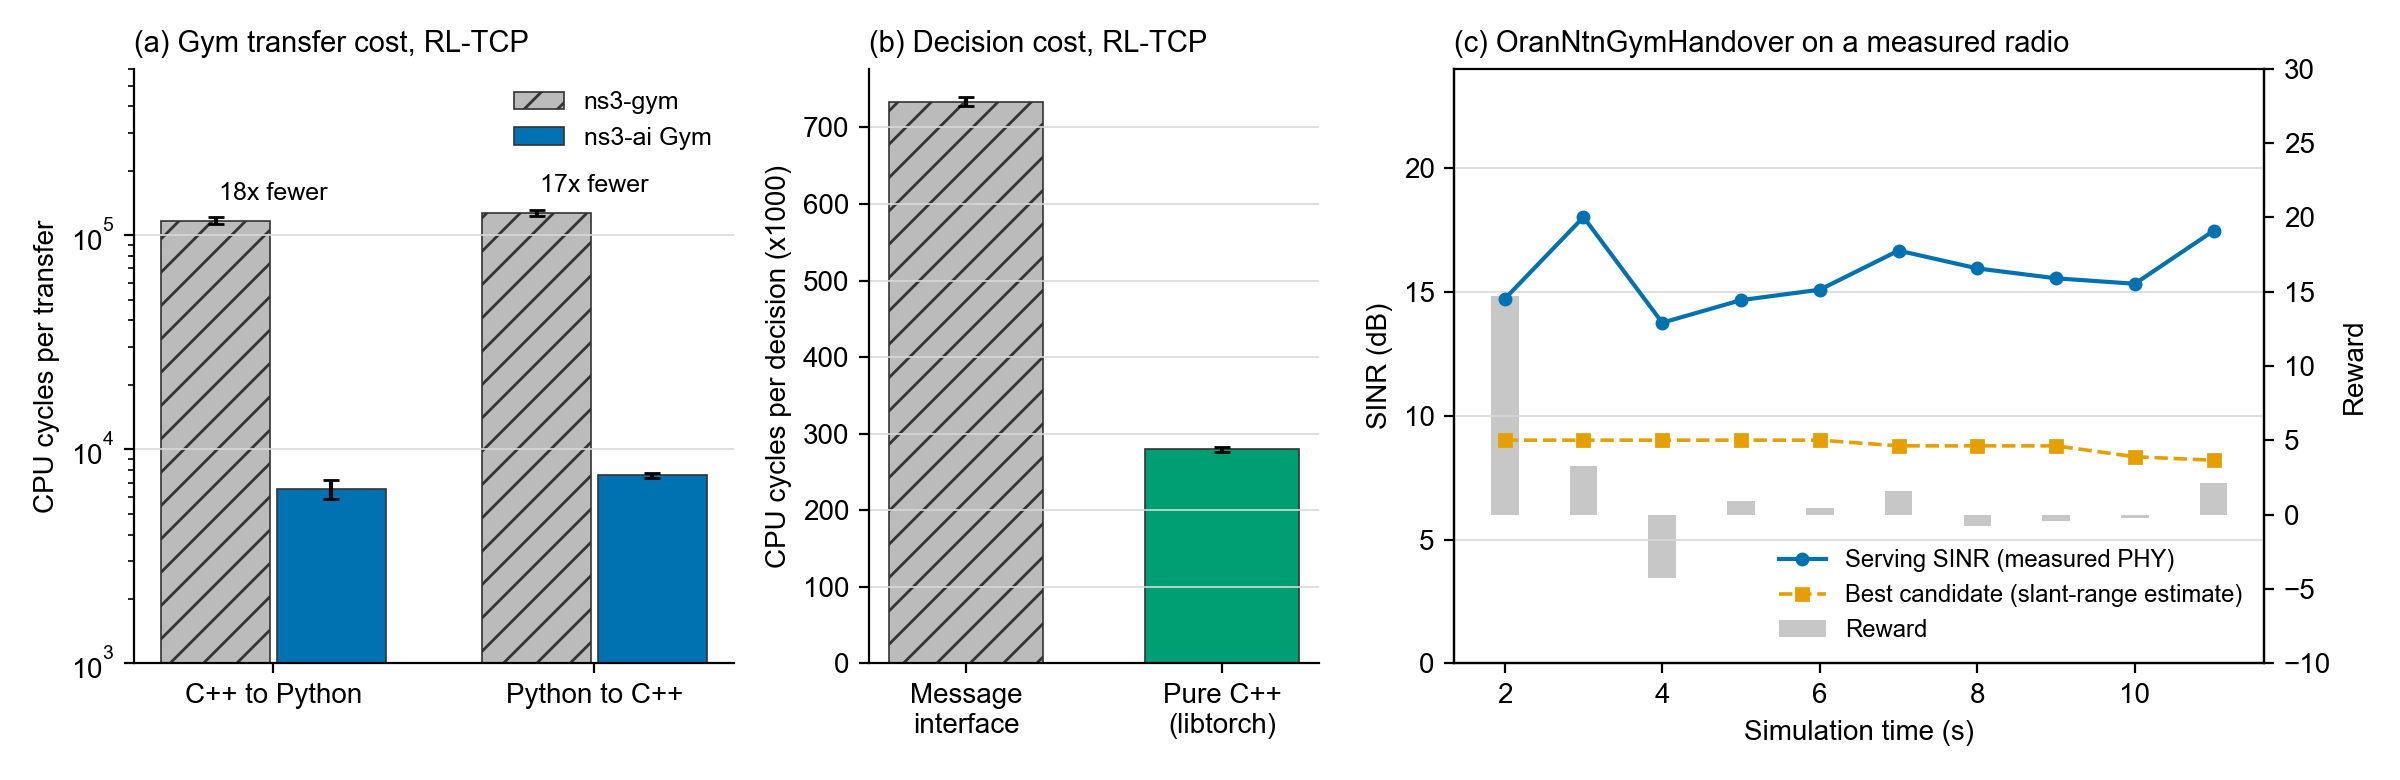 (a) Gym transfer cost, RL-TCP
CPU cycles per transfer
10^5
10^4
10^3
ns3-gym
ns3-ai Gym
18x fewer
17x fewer
C++ to Python
Python to C++
(b) Decision cost, RL-TCP
CPU cycles per decision (x1000)
700
600
500
400
300
200
100
0
Message
interface
Pure C++
(libtorch)
(c) OranNtnGymHandover on a measured radio
SINR (dB)
20
15
10
5
0
30
25
20
15
10
5
0
−5
−10
Reward
Serving SINR (measured PHY)
Best candidate (slant-range estimate)
Reward
2
4
6
8
10
Simulation time (s)